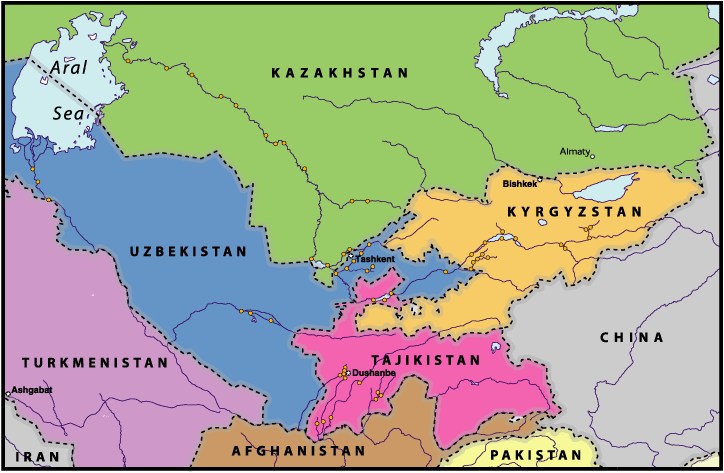 Aral
Sea
KAZAKHSTAN
Almaty
Bishkek
KYRGYZSTAN
UZBEKISTAN
Tashkent
CHINA
TURKMENISTAN
TAJIKISTAN
Dushanbe
Ashgabat
IRAN
AFGHANISTAN
PAKISTAN